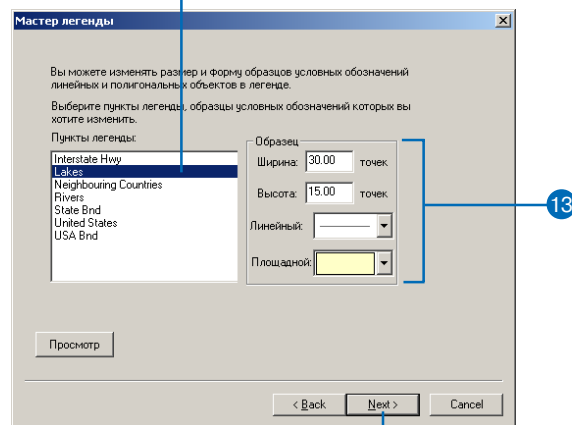 Мастер легенды
Вы можете изменять размер и форму образцов условных обозначений
линейных и полигональных объектов в легенде.
Выберите пункты легенды, образцы условных обозначений которых вы
хотите изменить.
Пункты легенды:
Interstate Hwy
Lakes
Neighbouring Countries
Rivers
State Bnd
United States
USA Bnd
Образец
Ширина: 30.00 точек
Высота: 15.00 точек
Линейный:
Площадной:
13
Просмотр
< Back Next > Cancel